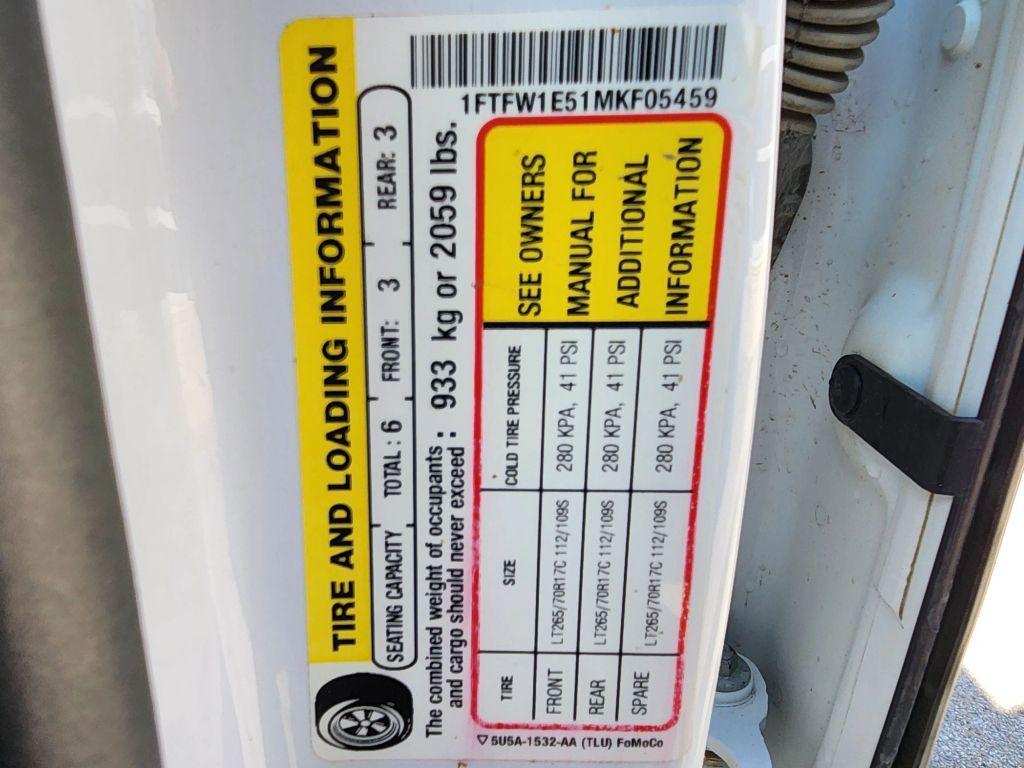 TIRE AND LOADING INFORMATION
SEATING CAPACITY TOTAL : 6 FRONT: 3 REAR: 3
The combined weight of occupants
and cargo should never exceed : 933 kg or 2059 lbs.
TIRE SIZE COLD TIRE PRESSURE
FRONT LT265/70R17C 112/109S 280 KPA, 41 PSI
REAR LT265/70R17C 112/109S 280 KPA, 41 PSI
SPARE LT265/70R17C 112/109S 280 KPA, 41 PSI
SEE OWNERS
MANUAL FOR
ADDITIONAL
INFORMATION
5U5A-1532-AA (TLU) FoMoCo
1FTFW1E51MKF05459